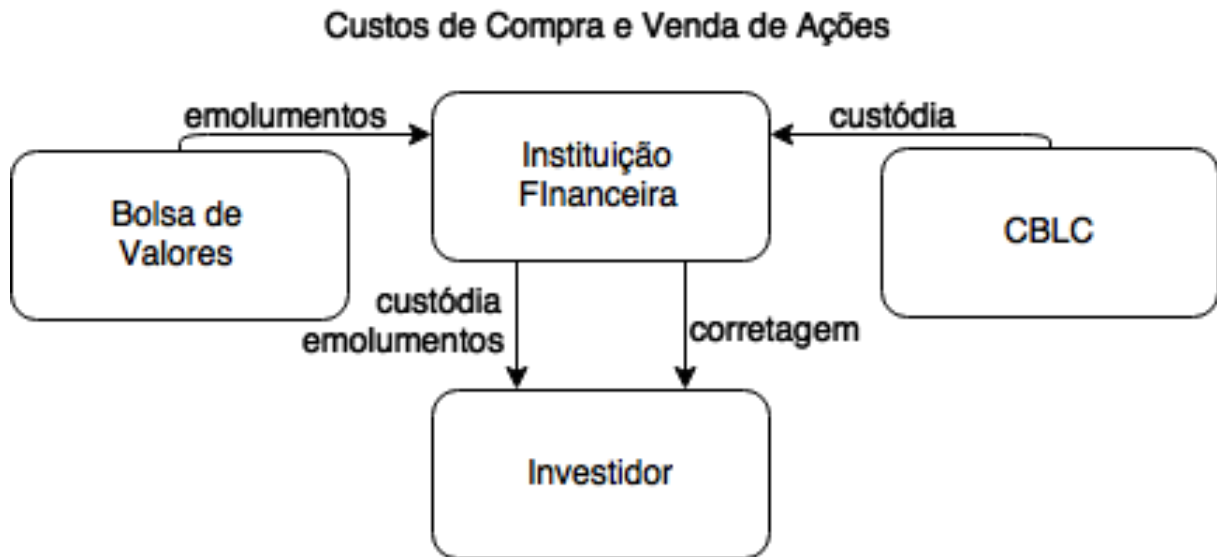 Custos de Compra e Venda de Ações
emolumentos
custódia
Instituição
FInanceira
Bolsa de
Valores
CBLC
custódia
emolumentos
corretagem
Investidor